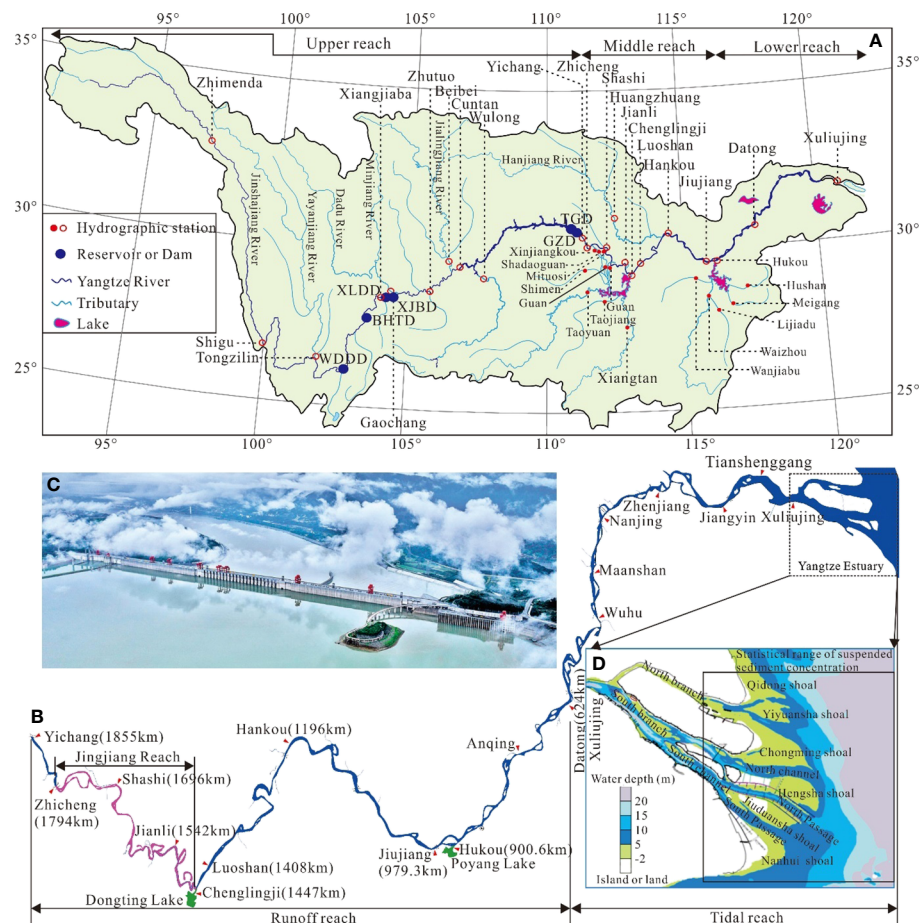 95°
100°
105°
110°
115°
120°
A
35°
35°
Upper reach
Middle reach
Lower reach
Yichang
Zhicheng
Zhimenda
Zhutuo
Shashi
Xiangjiaba
Beibei
Huangzhuang
Cuntan
Jianli
Wulong
Chenglingji
Xuliujing
Luoshan
Datong
Hankou
Jiujiang
Hanjiang River
Jialingjiang River
Minjiang River
Dadu River
Yayanjiang River
Jinshajiang River
30°
30°
Hydrographic station
Reservoir or Dam
Yangtze River
Tributary
Lake
TGD
GZD
Xinjiangkou
Shadaoguan
Mituosi
Shimen
Guan
Hukou
Hushan
Meigang
Lijiadu
Waizhou
Wanjiabu
XLDD
XJBD
BHTD
WDDD
Guan
Taojiang
Taoyuan
Shigu
Tongzilin
Xiangtan
Gaochang
25°
25°
95°
100°
105°
110°
115°
120°
C
Tianshenggang
Zhenjiang
Nanjing
Jiangyin
Xuliujing
Maanshan
Yangtze Estuary
Wuhu
D
Statistical range of suspended
sediment concentration
North branch
Qidong shoal
South branch
Yiyuansha shoal
Chongming shoal
South channel
North channel
Hengsha shoal
North Passage
Jiuduansha shoal
South Passage
Nanhui shoal
Water depth (m)
20
15
10
5
-2
Island or land
B
Yichang(1855km)
Jingjiang Reach
Shashi(1696km)
Zhicheng
(1794km)
Jianli(1542km)
Luoshan(1408km)
Chenglingji(1447km)
Dongting Lake
Hankou(1196km)
Anqing
Jiujiang
(979.3km)
Hukou(900.6km)
Poyang Lake
Datong(624km)
Xuliujing
Runoff reach
Tidal reach